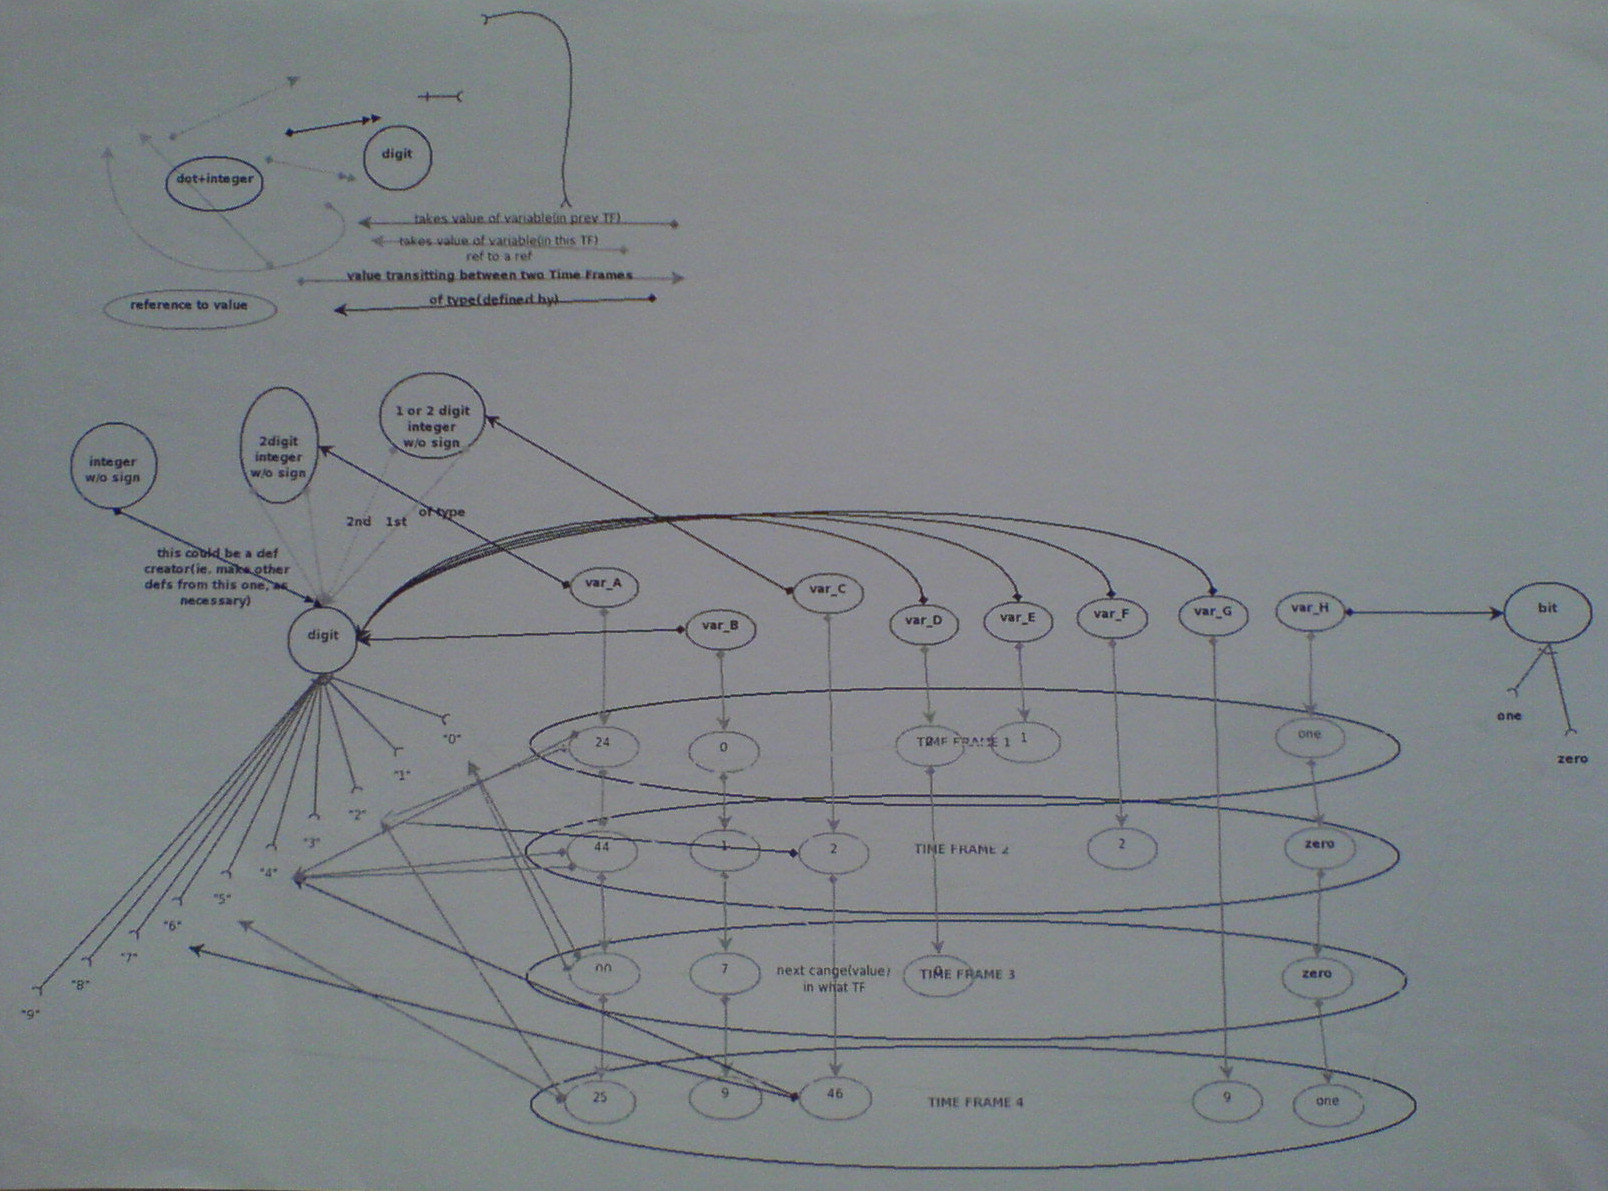 digit
dot+integer
takes value of variable(in prev TF)
takes value of variable(in this TF)
ref to a ref
value transitting between two Time Frames
of type(defined by)
reference to value
1 or 2 digit
integer
w/o sign
2digit
integer
w/o sign
integer
w/o sign
2nd 1st of type
this could be a def
creator(ie. make other
defs from this one, as
necessary)
digit
var_A
var_B
var_C
var_D
var_E
var_F
var_G
var_H
bit
one
zero
"0"
"1"
"2"
"3"
"4"
"5"
"6"
"7"
"8"
"9"
24
0
TIME FRAME 1
1
one
44
1
2
TIME FRAME 2
2
zero
00
7
next cange(value)
in what TF
TIME FRAME 3
zero
25
9
46
TIME FRAME 4
9
one